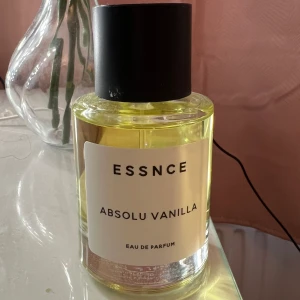 ESSNCE
ABSOLU VANILLA
EAU DE PARFUM